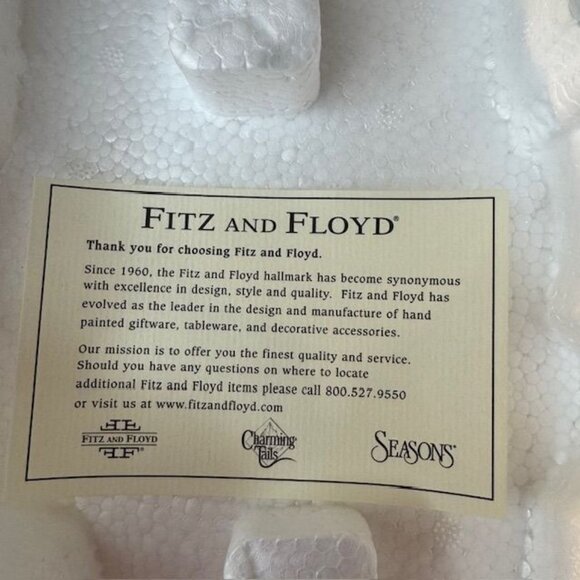 FITZ AND FLOYD®
Thank you for choosing Fitz and Floyd.
Since 1960, the Fitz and Floyd hallmark has become synonymous
with excellence in design, style and quality. Fitz and Floyd has
evolved as the leader in the design and manufacture of hand
painted giftware, tableware, and decorative accessories.
Our mission is to offer you the finest quality and service.
Should you have any questions on where to locate
additional Fitz and Floyd items please call 800.527.9550
or visit us at www.fitzandfloyd.com
FF
FITZ AND FLOYD
FF®
Charming
Tails
SEASONS®